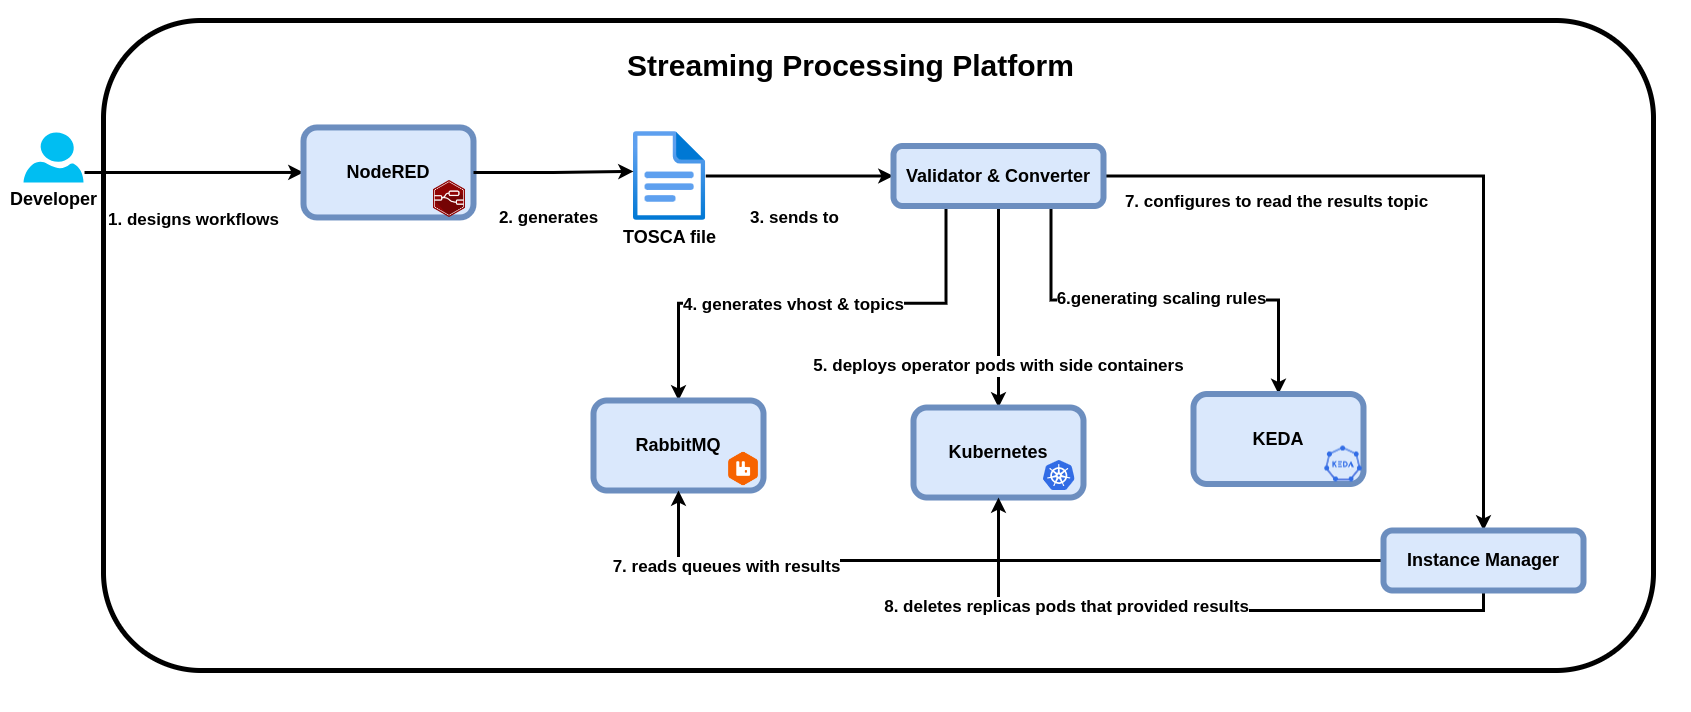 Streaming Processing Platform
Developer
1. designs workflows
NodeRED
2. generates
TOSCA file
3. sends to
Validator & Converter
7. configures to read the results topic
4. generates vhost & topics
6.generating scaling rules
5. deploys operator pods with side containers
RabbitMQ
Kubernetes
KEDA
KEDA
Instance Manager
7. reads queues with results
8. deletes replicas pods that provided results